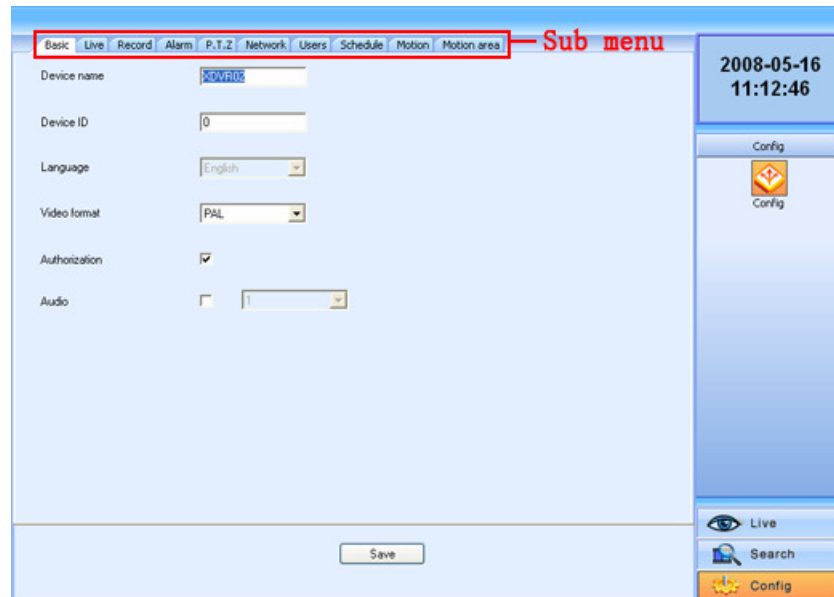 Basic Live Record Alarm P.T.Z Network Users Schedule Motion Motion area
Sub menu
Device name XDVR02
Device ID 0
Language English
Video format PAL
Authorization
Audio 1
Save
2008-05-16
11:12:46
Config
Config
Live
Search
Config